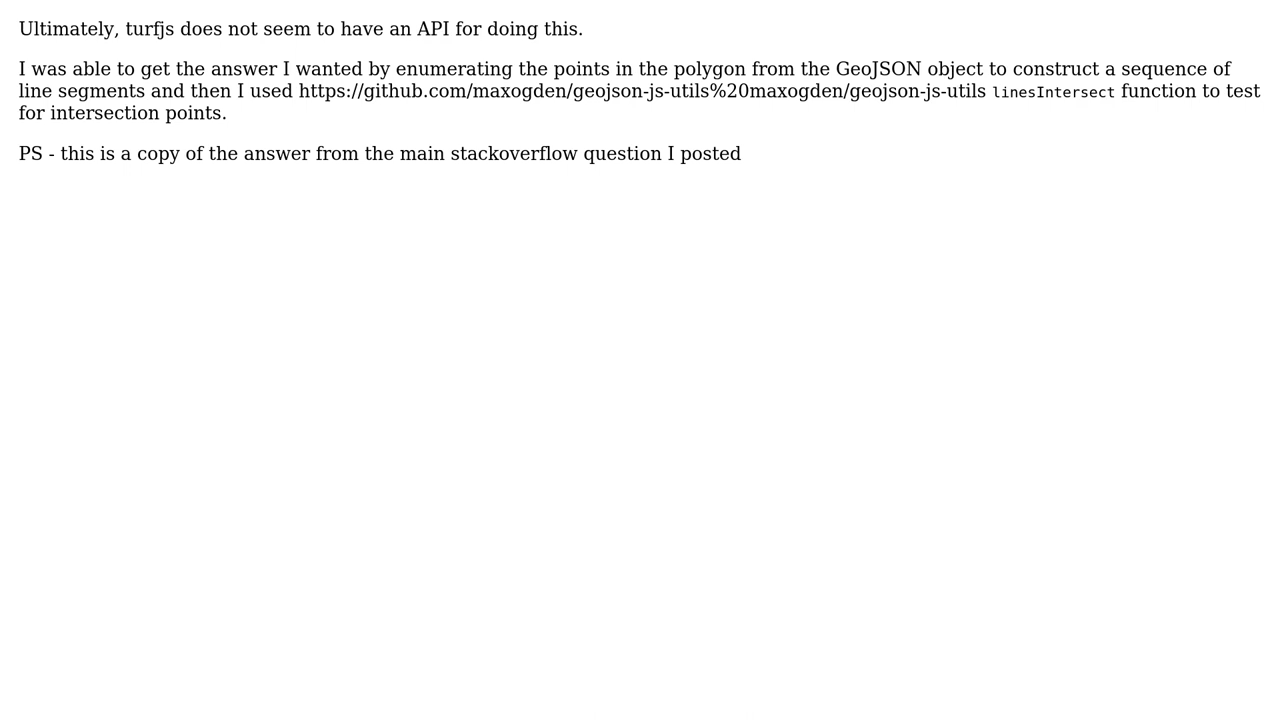 Ultimately, turfjs does not seem to have an API for doing this.
I was able to get the answer I wanted by enumerating the points in the polygon from the GeoJSON object to construct a sequence of
line segments and then I used https://github.com/maxogden/geojson-js-utils%20maxogden/geojson-js-utils linesIntersect function to test
for intersection points.
PS - this is a copy of the answer from the main stackoverflow question I posted